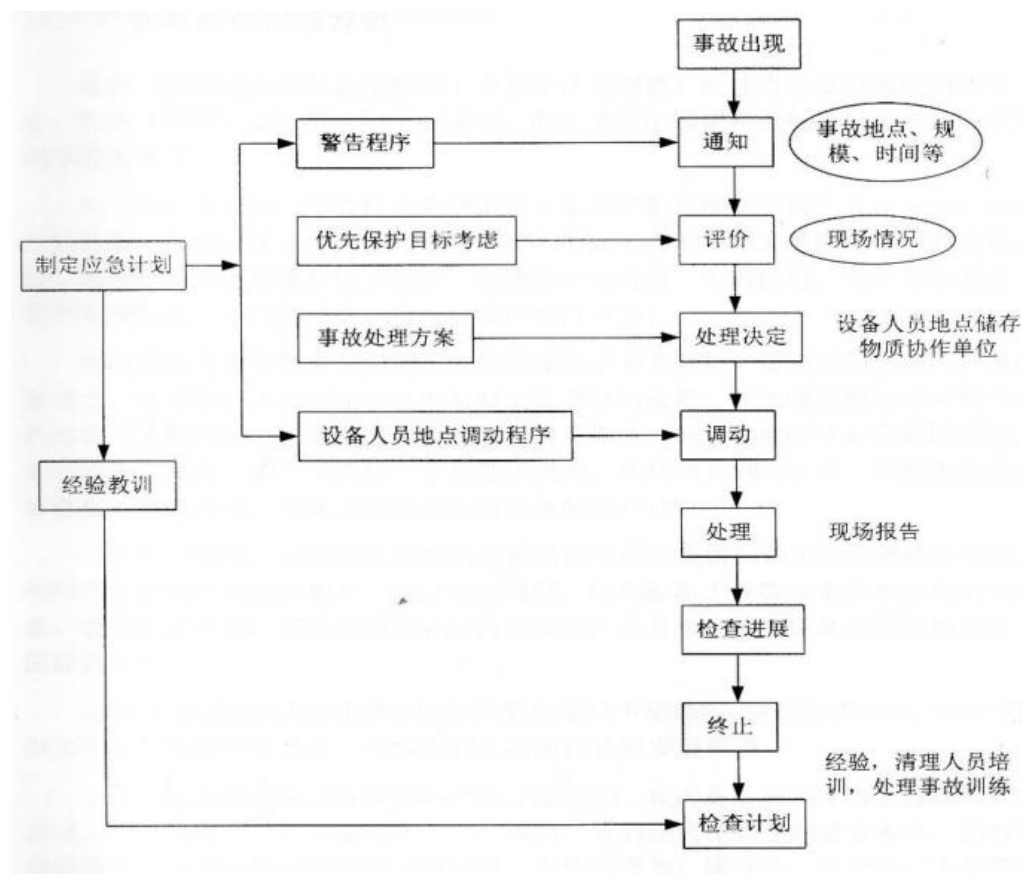 事故出现
警告程序
通知
事故地点、规
模、时间等
优先保护目标考虑
评价
现场情况
制定应急计划
事故处理方案
处理决定
设备人员地点储存
物质协作单位
设备人员地点调动程序
调动
经验教训
处理
现场报告
检查进展
终止
经验，清理人员培
训，处理事故训练
检查计划